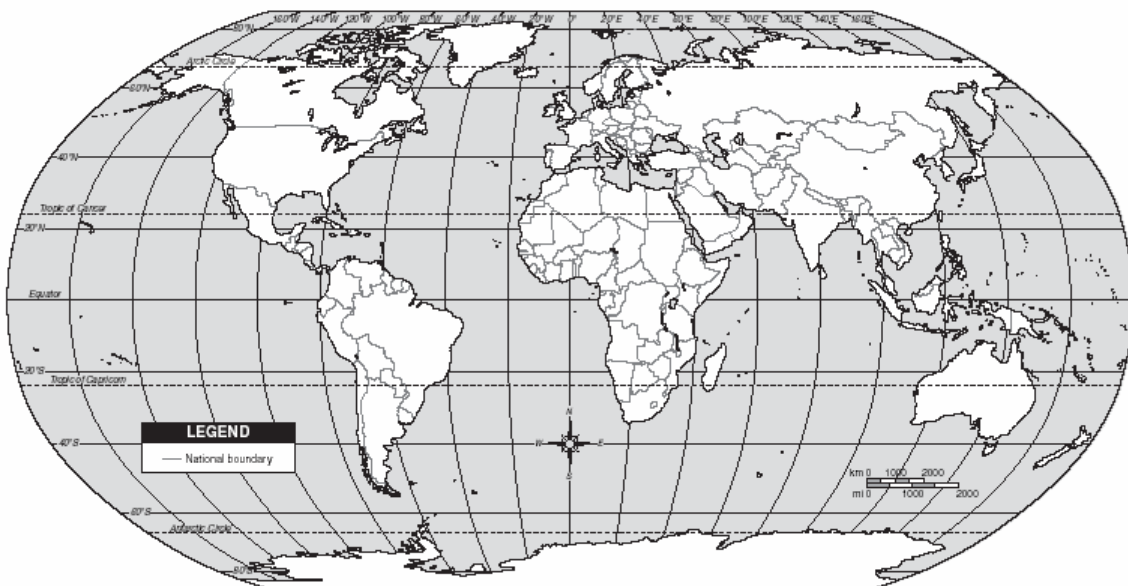 160°W 140°W 120°W 100°W 80°W 60°W 40°W 20°W 0° 20°E 40°E 60°E 80°E 100°E 120°E 140°E 160°E
80°N
Arctic Circle
60°N
40°N
Tropic of Cancer
20°N
Equator
20°S
Tropic of Capricorn
N
W E
S
LEGEND
National boundary
40°S
km 0 1000 2000
mi 0 1000 2000
60°S
Antarctic Circle
80°S